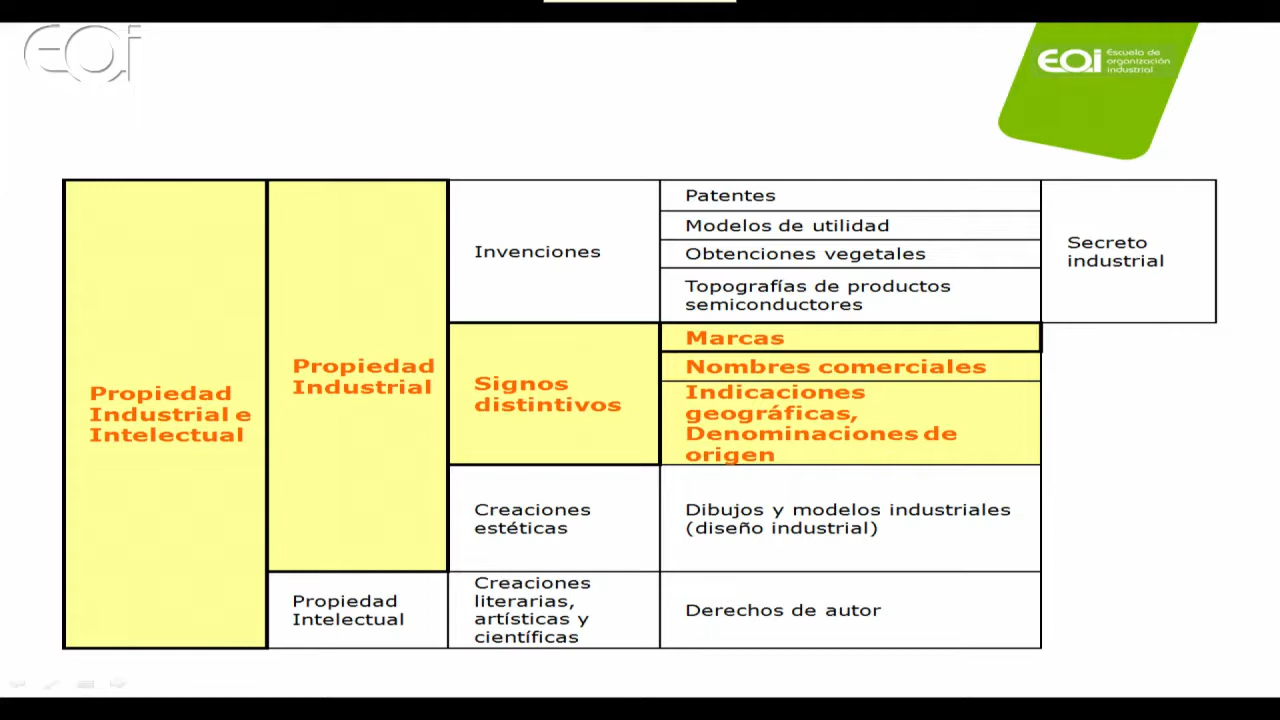 EOi
EOi Escuela de
organización
industrial
Propiedad
Industrial e
Intelectual
Propiedad
Industrial
Invenciones
Patentes
Modelos de utilidad
Obtenciones vegetales
Topografías de productos
semiconductores
Secreto
industrial
Signos
distintivos
Marcas
Nombres comerciales
Indicaciones
geográficas,
Denominaciones de
origen
Creaciones
estéticas
Dibujos y modelos industriales
(diseño industrial)
Propiedad
Intelectual
Creaciones
literarias,
artísticas y
científicas
Derechos de autor